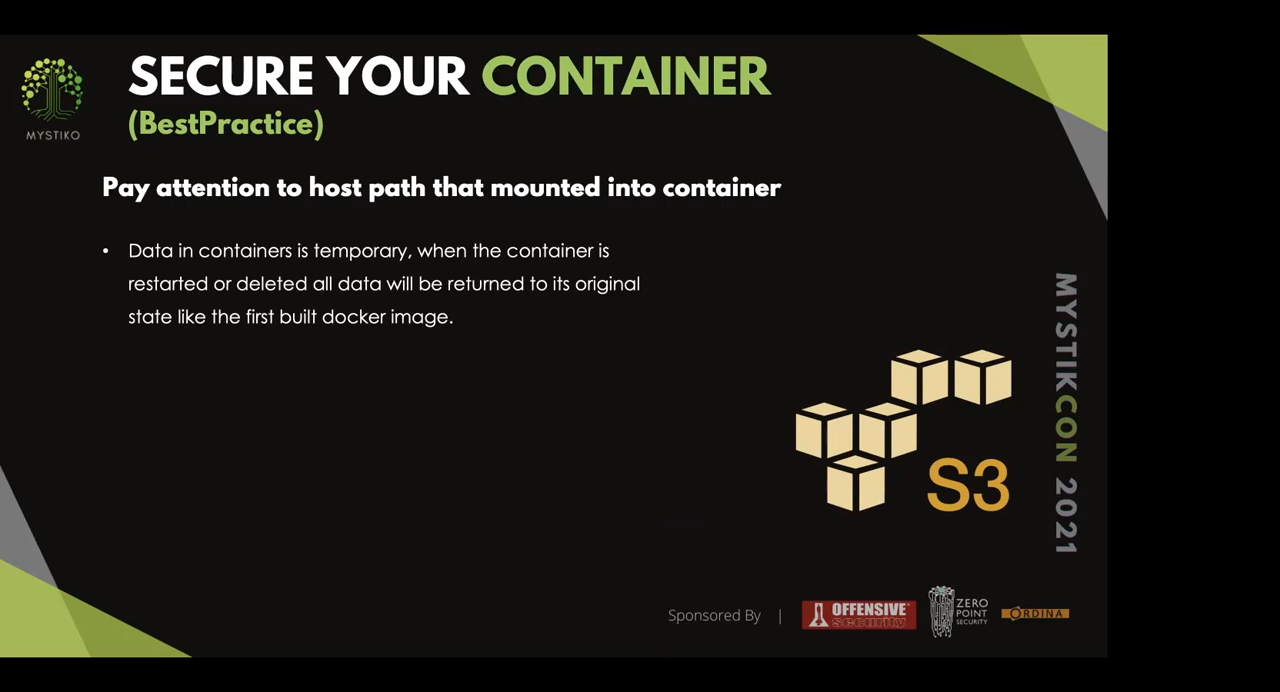 SECURE YOUR CONTAINER
(BestPractice)
MYSTIKO
Pay attention to host path that mounted into container
• Data in containers is temporary, when the container is
restarted or deleted all data will be returned to its original
state like the first built docker image.
S3
MYSTIKCON 2021
Sponsored By |
OFFENSIVE
security
ZERO
POINT
SECURITY
ORDINA